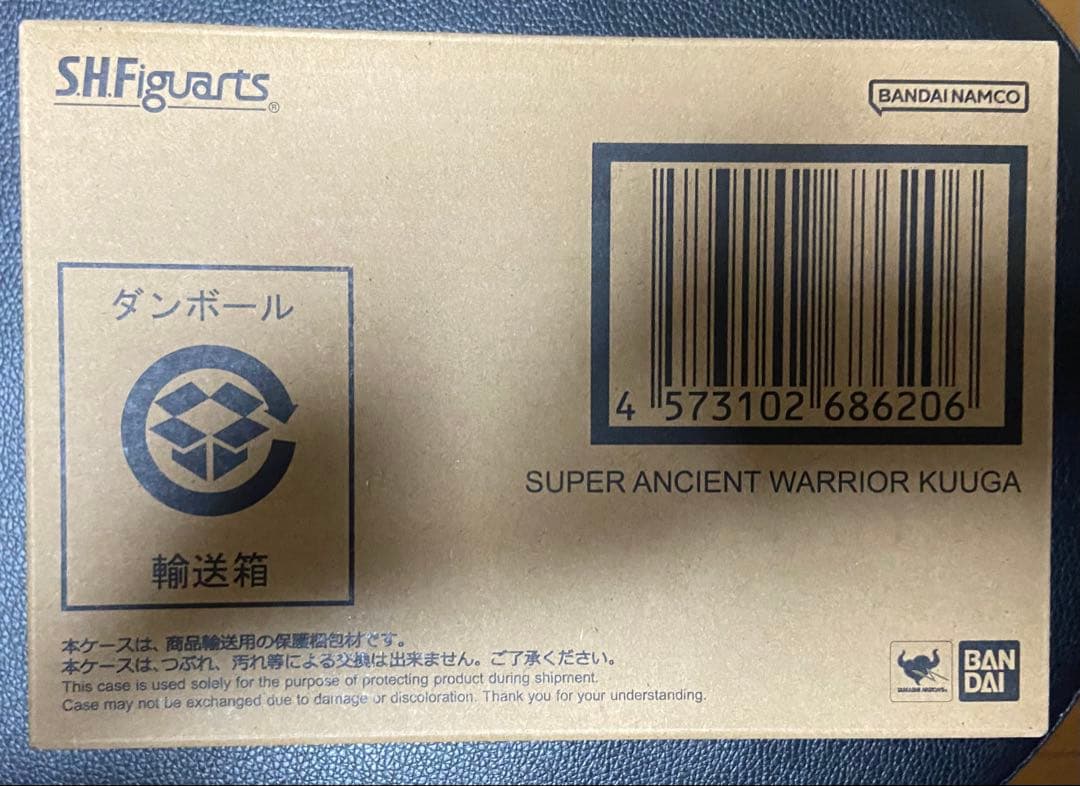 S.H.Figuarts®
BANDAI NAMCO
ダンボール
輸送箱
4 573102 686206
SUPER ANCIENT WARRIOR KUUGA
本ケースは、商品輸送用の保護梱包材です。
本ケースは、つぶれ、汚れ等による交換は出来ません。ご了承ください。
This case is used solely for the purpose of protecting product during shipment.
Case may not be exchanged due to damage or discoloration. Thank you for your understanding.
TAMASHII NATIONS
BAN
DAI